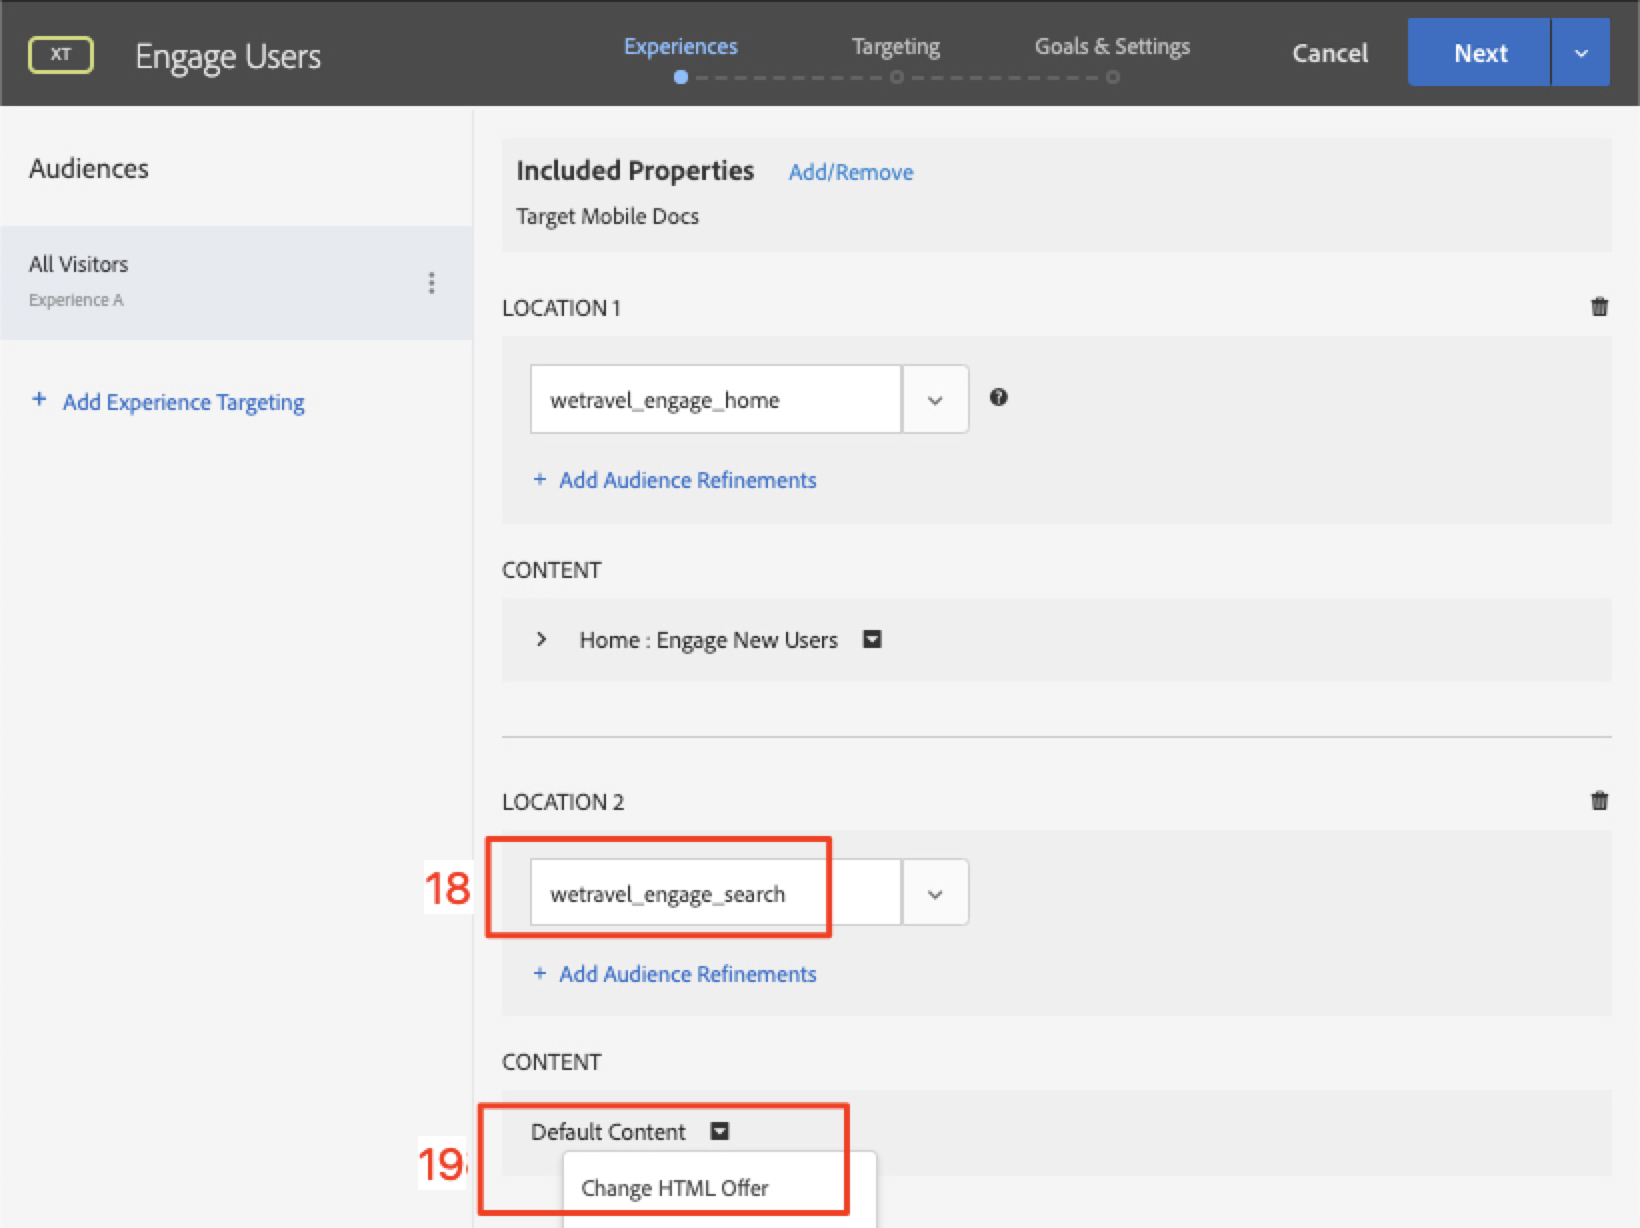 XT
Engage Users
Experiences
Targeting
Goals & Settings
Cancel
Next
Audiences
All Visitors
Experience A
+ Add Experience Targeting
Included Properties Add/Remove
Target Mobile Docs
LOCATION 1
wetravel_engage_home
?
+ Add Audience Refinements
CONTENT
Home : Engage New Users
LOCATION 2
18
wetravel_engage_search
+ Add Audience Refinements
CONTENT
19
Default Content
Change HTML Offer